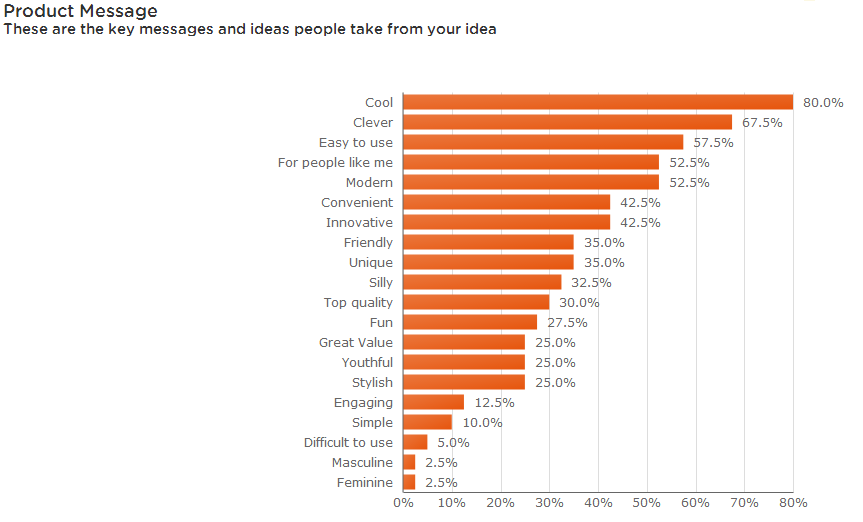 Product Message
These are the key messages and ideas people take from your idea
Cool 80.0%
Clever 67.5%
Easy to use 57.5%
For people like me 52.5%
Modern 52.5%
Convenient 42.5%
Innovative 42.5%
Friendly 35.0%
Unique 35.0%
Silly 32.5%
Top quality 30.0%
Fun 27.5%
Great Value 25.0%
Youthful 25.0%
Stylish 25.0%
Engaging 12.5%
Simple 10.0%
Difficult to use 5.0%
Masculine 2.5%
Feminine 2.5%
0% 10% 20% 30% 40% 50% 60% 70% 80%